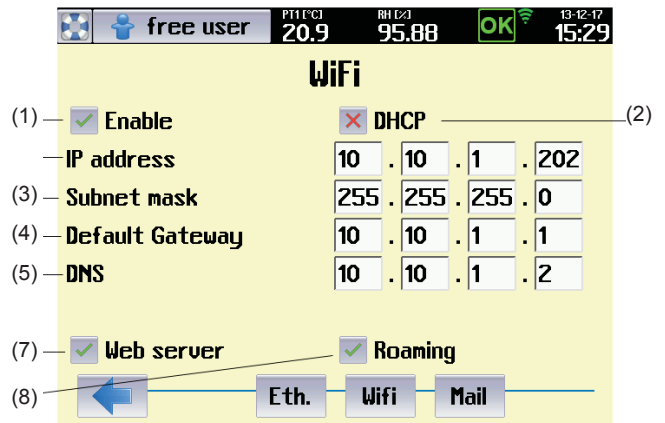 free user PT1 [°C] 20.9 RH [%] 95.88 OK 13-12-17 15:29
WiFi
(1) Enable DHCP (2)
IP address 10 . 10 . 1 . 202
(3) Subnet mask 255 . 255 . 255 . 0
(4) Default Gateway 10 . 10 . 1 . 1
(5) DNS 10 . 10 . 1 . 2
(7) Web server Roaming
(8) Eth. Wifi Mail